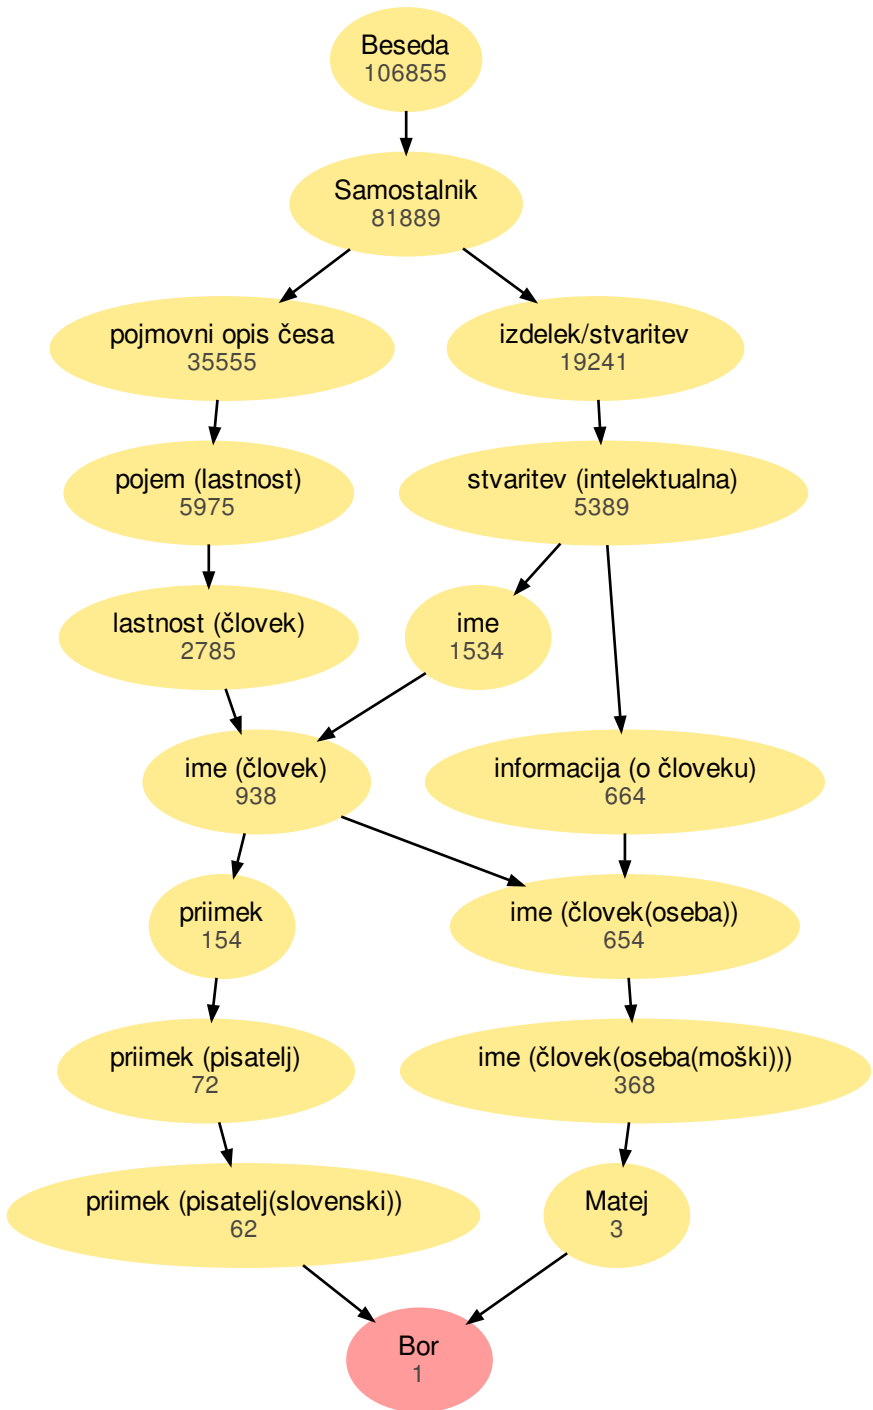 Beseda
106855
Samostalnik
81889
pojmovni opis česa
35555
izdelek/stvaritev
19241
pojem (lastnost)
5975
stvaritev (intelektualna)
5389
lastnost (človek)
2785
ime
1534
ime (človek)
938
informacija (o človeku)
664
priimek
154
ime (človek(oseba))
654
priimek (pisatelj)
72
ime (človek(oseba(moški)))
368
priimek (pisatelj(slovenski))
62
Matej
3
Bor
1